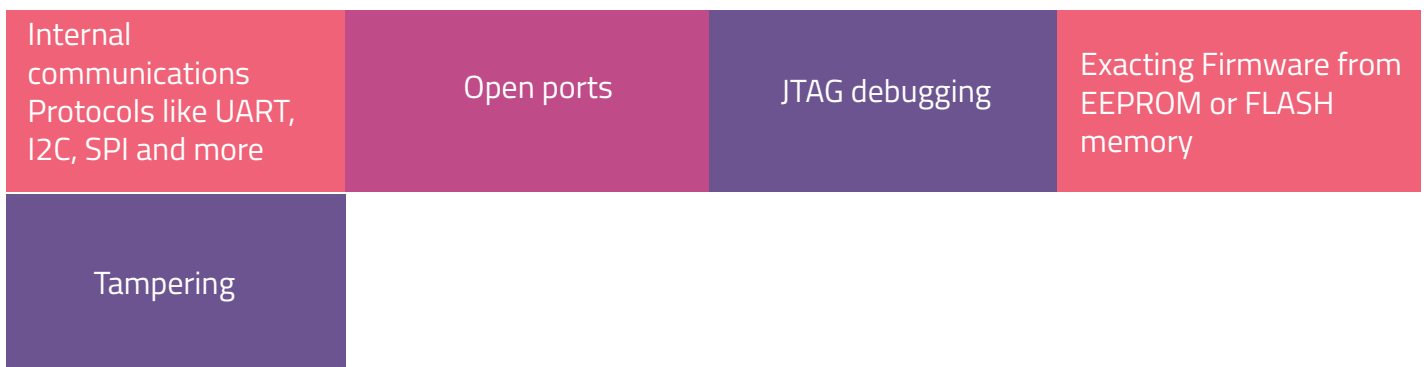 Internal
communications
Protocols like UART,
I2C, SPI and more
Open ports
JTAG debugging
Exacting Firmware from
EEPROM or FLASH
memory
Tampering